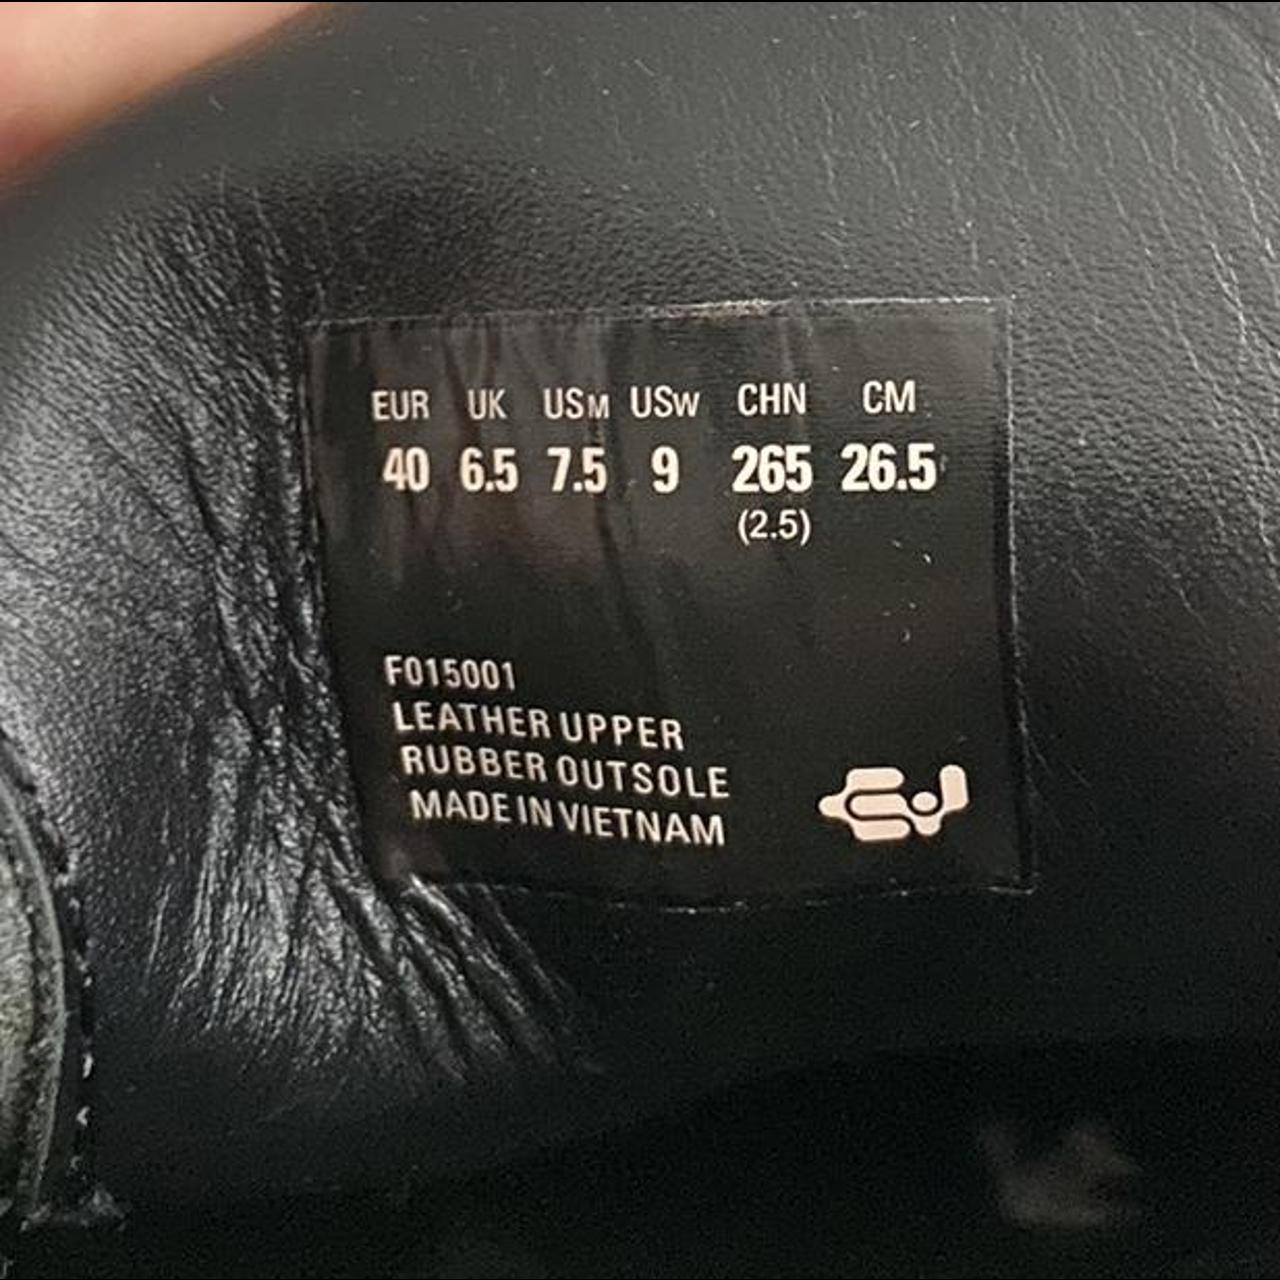 EUR UK USM USW CHN CM
40 6.5 7.5 9 265 26.5
(2.5)
F015001
LEATHER UPPER
RUBBER OUTSOLE
MADE IN VIETNAM